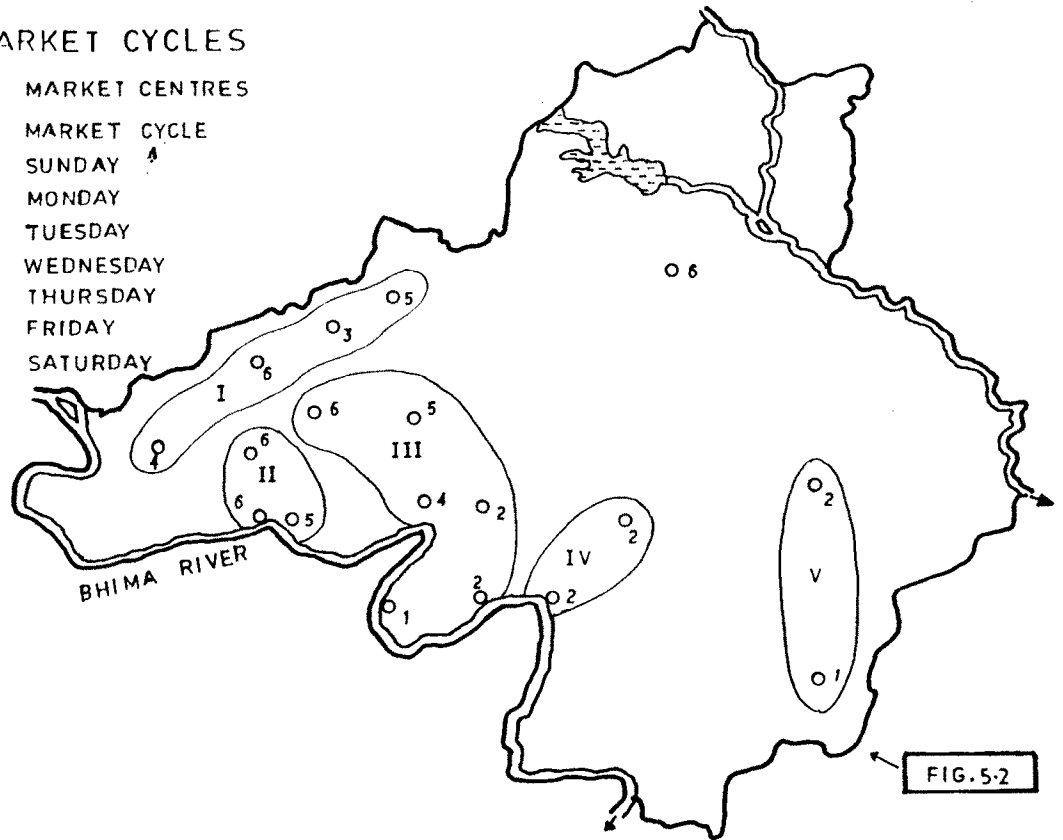 ARKET CYCLES
MARKET CENTRES
MARKET CYCLE
SUNDAY
MONDAY
TUESDAY
WEDNESDAY
THURSDAY
FRIDAY
SATURDAY
6
5
3
6
I
4
6
5
III
6
II
4
2
6
5
2
IV
2
V
BHIMA RIVER
1
2
2
1
FIG.5.2